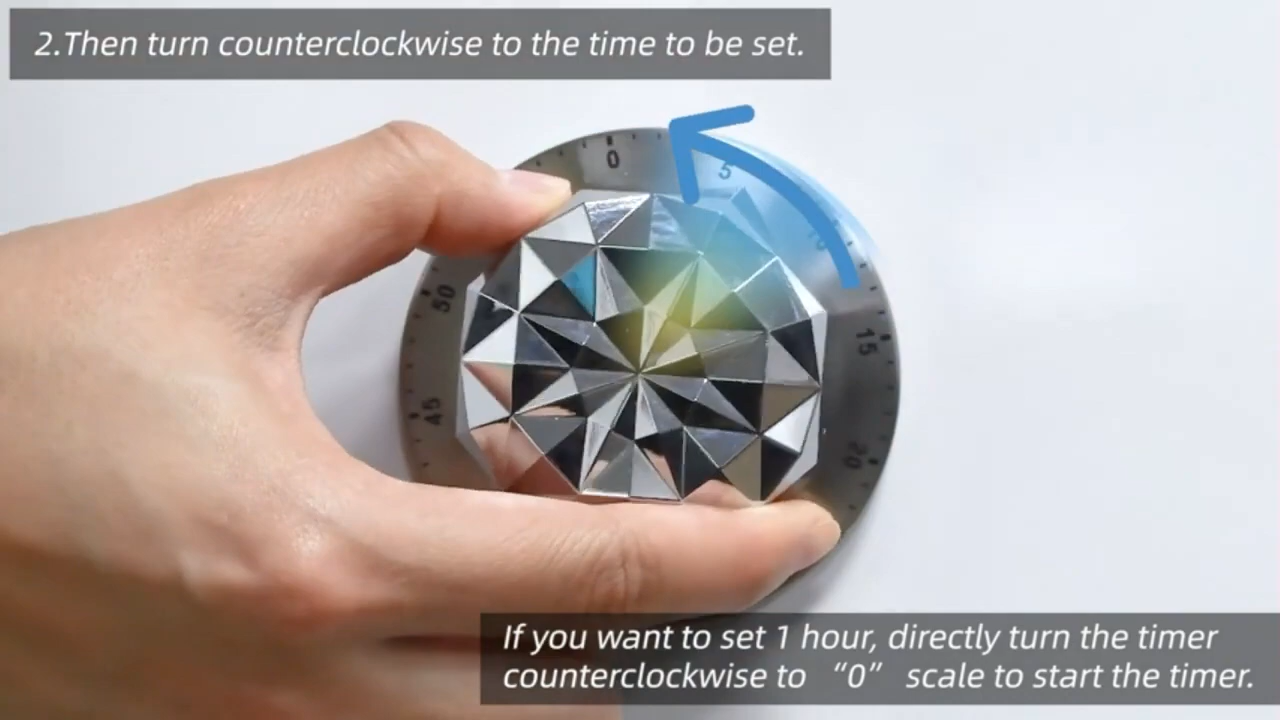 2.Then turn counterclockwise to the time to be set.
0
5
10
50
15
45
20
If you want to set 1 hour, directly turn the timer
counterclockwise to “0” scale to start the timer.